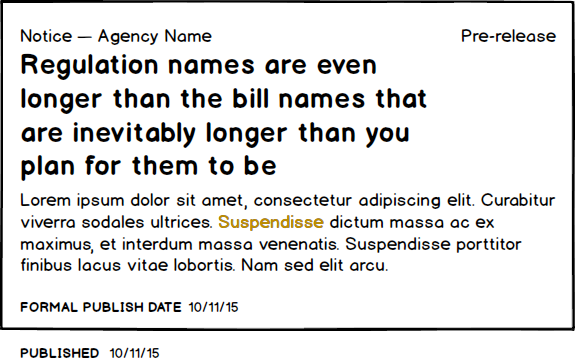 Notice — Agency Name Pre-release
Regulation names are even
longer than the bill names that
are inevitably longer than you
plan for them to be
Lorem ipsum dolor sit amet, consectetur adipiscing elit. Curabitur
viverra sodales ultrices. Suspendisse dictum massa ac ex
maximus, et interdum massa venenatis. Suspendisse porttitor
finibus lacus vitae lobortis. Nam sed elit arcu.
FORMAL PUBLISH DATE 10/11/15
PUBLISHED 10/11/15